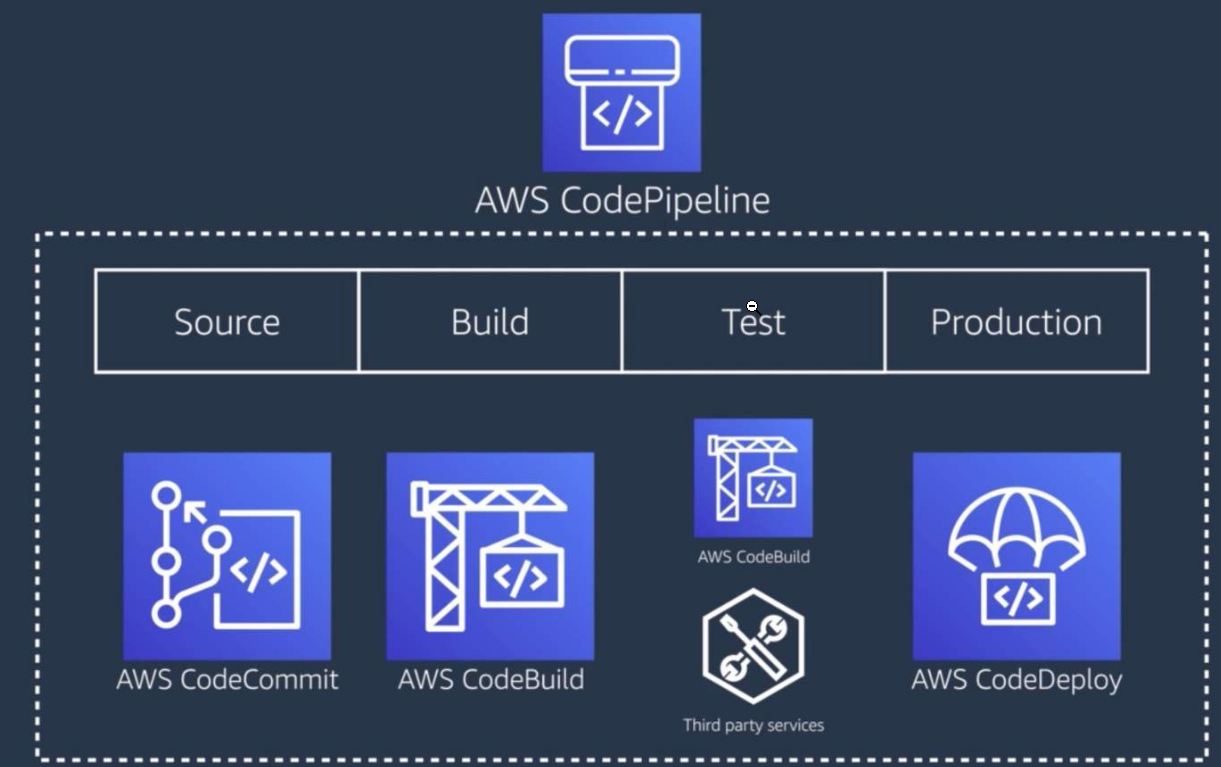 AWS CodePipeline
Source
Build
Test
Production
AWS CodeCommit
AWS CodeBuild
AWS CodeBuild
Third party services
AWS CodeDeploy